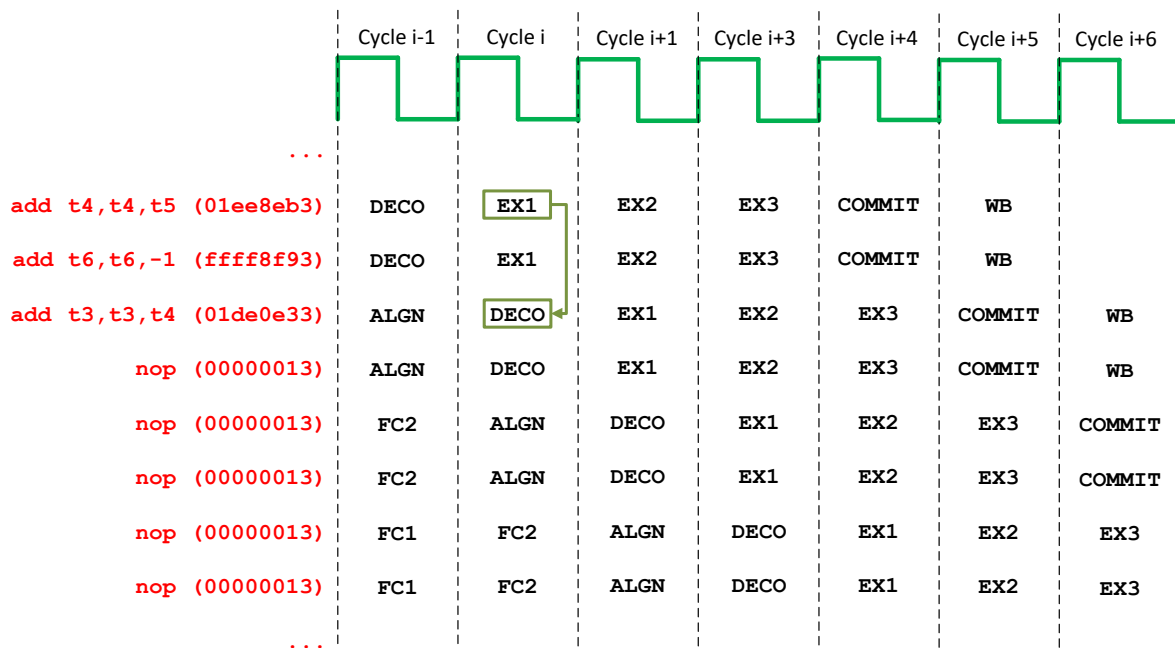 Cycle i-1 Cycle i Cycle i+1 Cycle i+3 Cycle i+4 Cycle i+5 Cycle i+6
...
add t4,t4,t5 (01ee8eb3) DECO EX1 EX2 EX3 COMMIT WB
add t6,t6,-1 (ffff8f93) DECO EX1 EX2 EX3 COMMIT WB
add t3,t3,t4 (01de0e33) ALGN DECO EX1 EX2 EX3 COMMIT WB
nop (00000013) ALGN DECO EX1 EX2 EX3 COMMIT WB
nop (00000013) FC2 ALGN DECO EX1 EX2 EX3 COMMIT
nop (00000013) FC2 ALGN DECO EX1 EX2 EX3 COMMIT
nop (00000013) FC1 FC2 ALGN DECO EX1 EX2 EX3
nop (00000013) FC1 FC2 ALGN DECO EX1 EX2 EX3
...